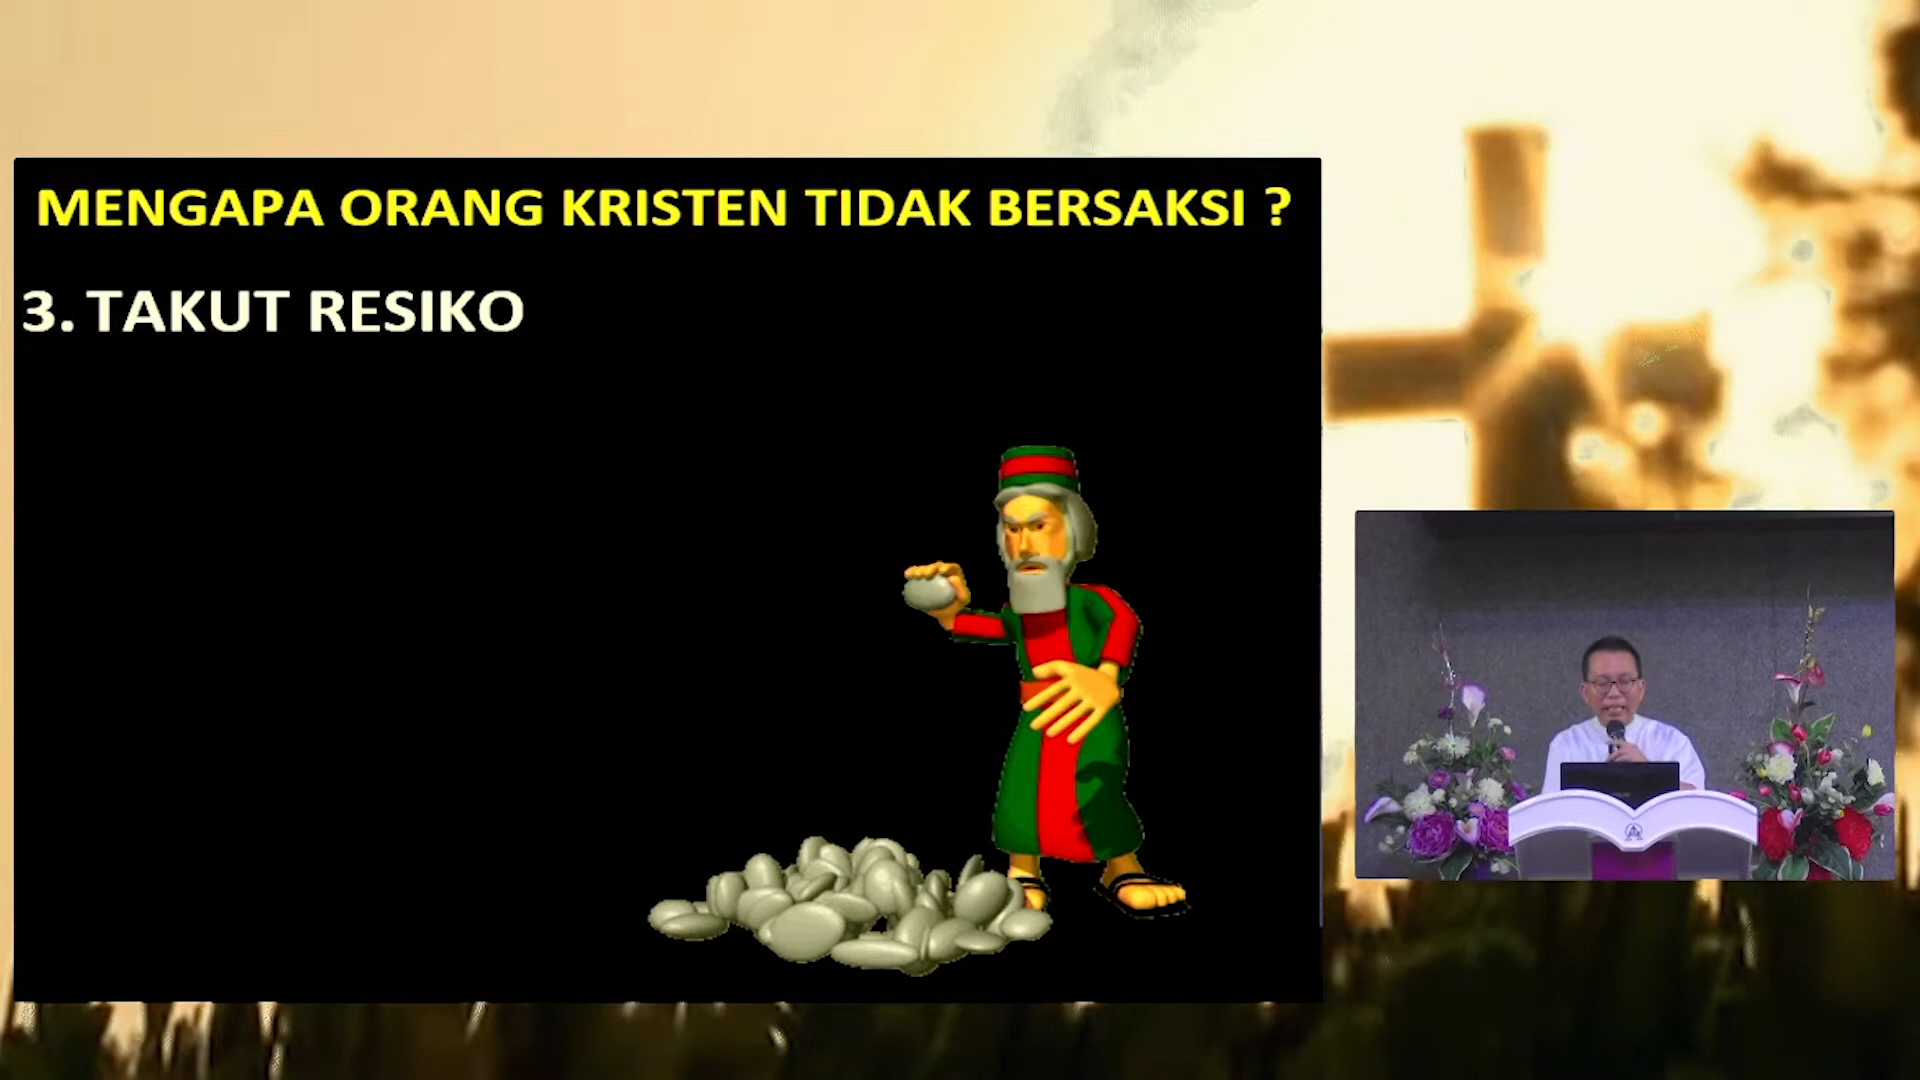 MENGAPA ORANG KRISTEN TIDAK BERSAKSI ?
3. TAKUT RESIKO